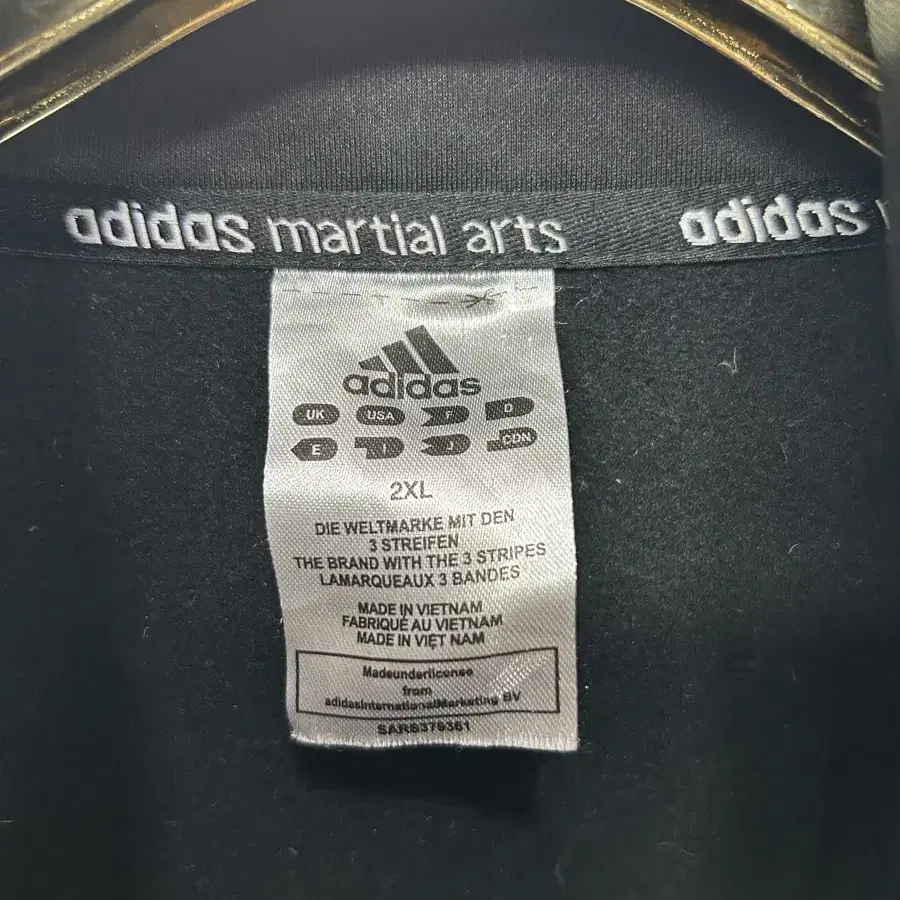 adidas martial arts adidas
adidas
UK USA F D
E I J CDN
2XL
DIE WELTMARKE MIT DEN
3 STREIFEN
THE BRAND WITH THE 3 STRIPES
LAMARQUEAUX 3 BANDES
MADE IN VIETNAM
FABRIQUÉ AU VIETNAM
MADE IN VIỆT NAM
Madeunderlicense
from
adidasInternationalMarketing BV
SARS379361